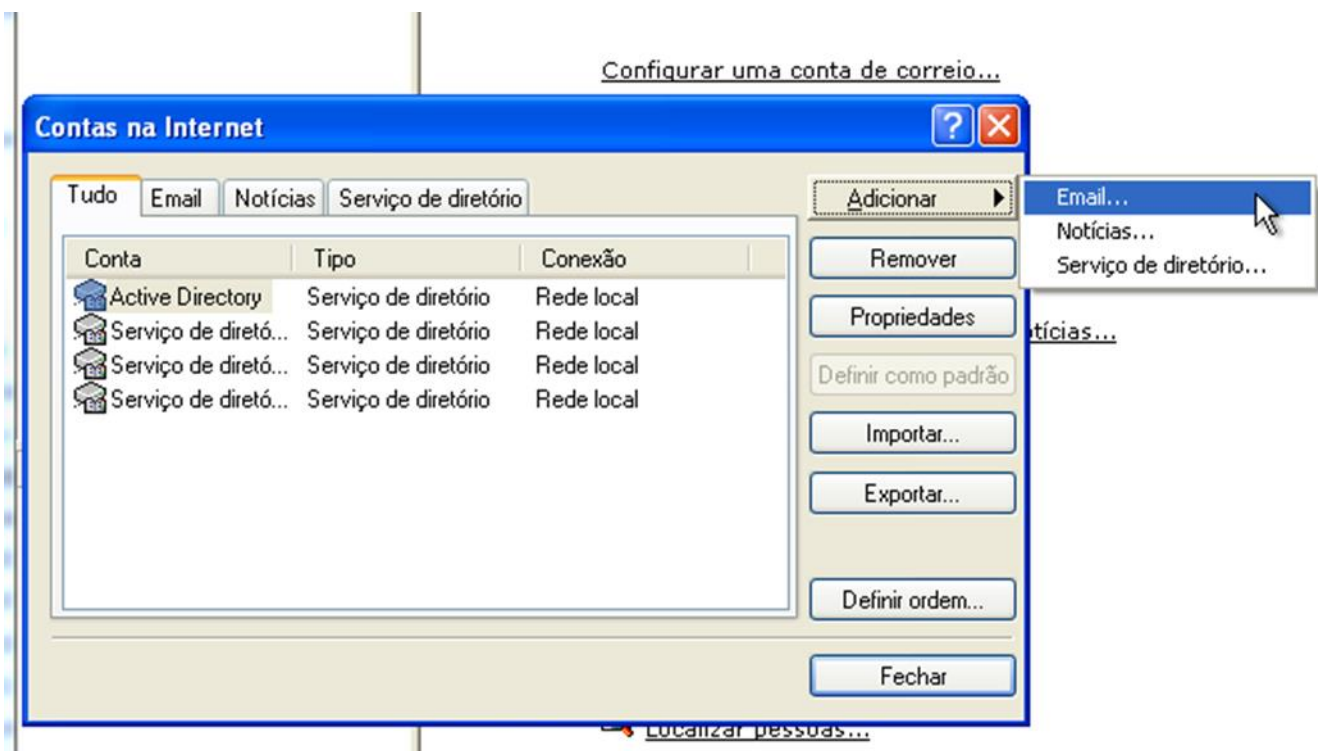 Configurar uma conta de correio...
Contas na Internet
Tudo Email Notícias Serviço de diretório
Adicionar
Email...
Notícias...
Serviço de diretório...
Conta Tipo Conexão
Active Directory Serviço de diretório Rede local
Serviço de diretó... Serviço de diretório Rede local
Serviço de diretó... Serviço de diretório Rede local
Serviço de diretó... Serviço de diretório Rede local
Remover
Propriedades
tícias...
Definir como padrão
Importar...
Exportar...
Definir ordem...
Fechar
Localizar pessoas...